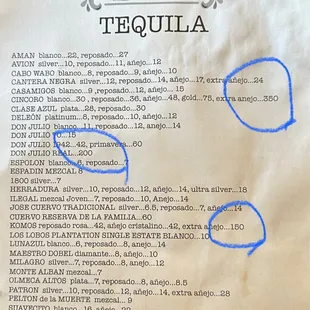 TEQUILA
AMAN blanco...22, reposado...27
AVION silver...10, reposado...11, añejo...12
CABO WABO blanco...8, reposado...9, añejo...10
CANTERA NEGRA silver...12, reposado...14, añejo...17, extra añejo...24
CASAMIGOS blanco...9, reposado...12, añejo... 15
CINCORO blanco...30 , reposado...36, añejo...48, gold...75, extra anejo...350
CLASE AZUL plata...28, reposado...30
DELEÓN platinum...8, reposado...10, añejo...12
DON JULIO blanco...11, reposado...12, añejo...14
DON JULIO 70...15
DON JULIO 1942...42, primavera...60
DON JULIO REAL...200
ESPOLON blanco...6, reposado...7
ESPADIN MEZCAL 8
1800 silver...7
HERRADURA silver...10, reposado...12, añejo...14, ultra silver...18
ILEGAL mezcal Joven...7, reposado...10, Anejo...14
JOSE CUERVO TRADICIONAL silver...6.5, reposado...7, añejo...14
CUERVO RESERVA DE LA FAMILIA...60
KOMOS reposado rosa...42, añejo cristalino...42, extra añejo...150
LOS LOBOS PLANTATION SINGLE ESTATE BLANCO...10
LUNAZUL blanco...6, reposado...8, anejo...14
MAESTRO DOBEL diamante...8, añejo...10
MILAGRO silver...7, reposado...8, añejo...12
MONTE ALBAN mezcal...7
OLMECA ALTOS plata...7, reposado...8, añejo...8.5
PATRON silver...10, reposado...12, añejo...14, extra añejo...28
PELTON de la MUERTE mezcal... 9
SUAVECITO blanco...16, añejo...22